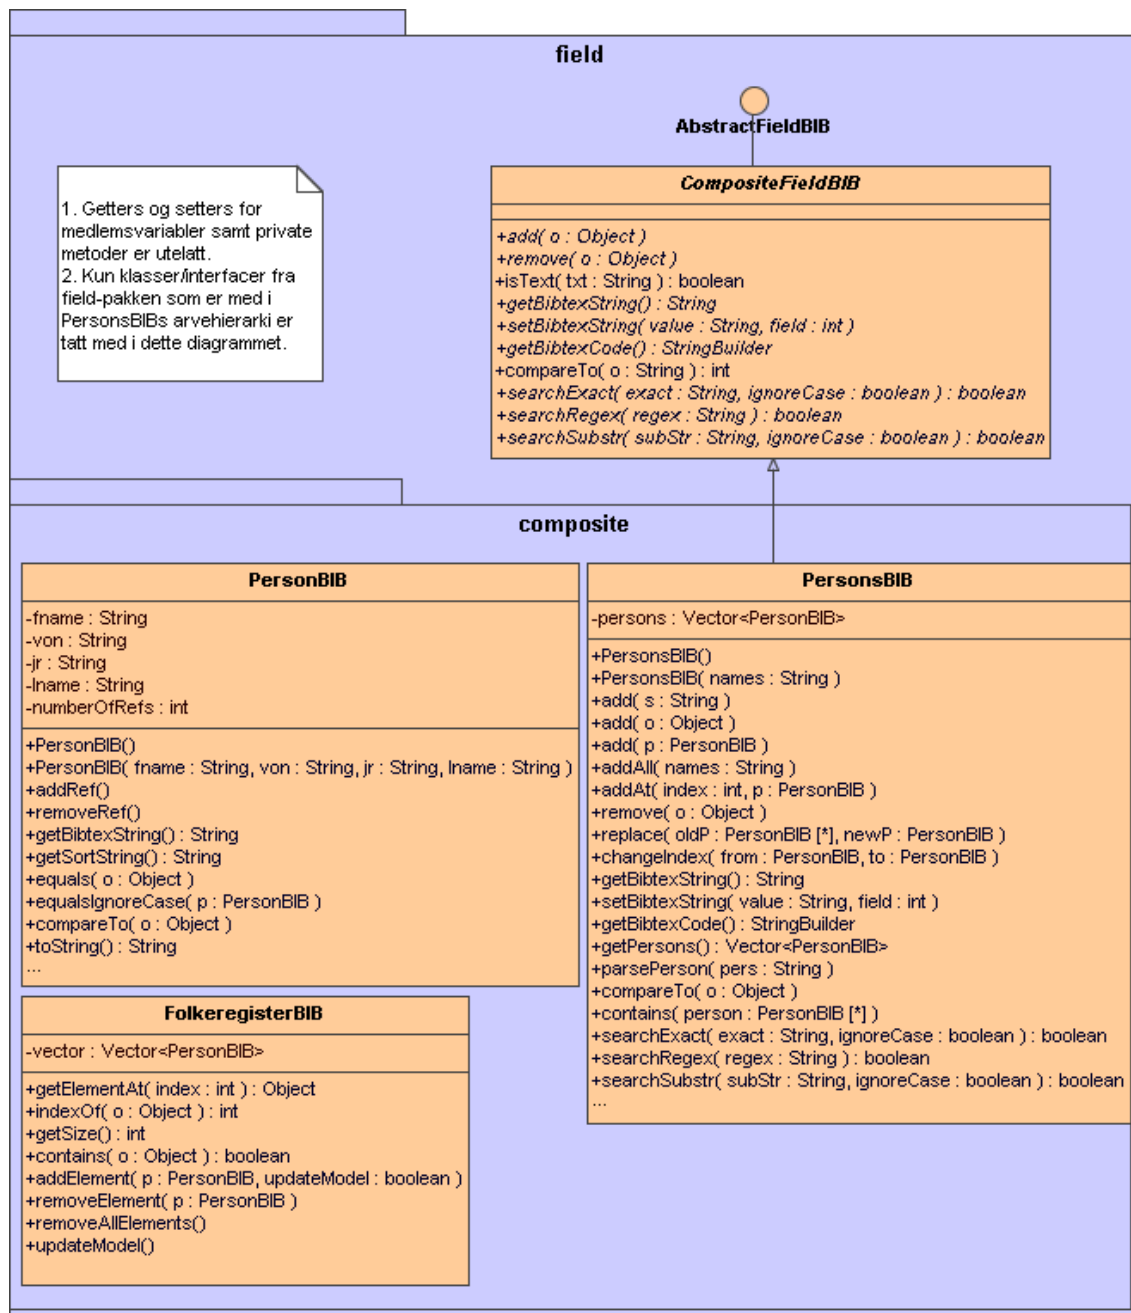 field
AbstractFieldBIB
1. Getters og setters for
medlemsvariabler samt private
metoder er utelatt.
2. Kun klasser/interfacer fra
field-pakken som er med i
PersonsBIBs arvehierarki er
tatt med i dette diagrammet.
CompositeFieldBIB
+add( o : Object )
+remove( o : Object )
+isText( txt : String ) : boolean
+getBibtexString() : String
+setBibtexString( value : String, field : int )
+getBibtexCode() : StringBuilder
+compareTo( o : String ) : int
+searchExact( exact : String, ignoreCase : boolean ) : boolean
+searchRegex( regex : String ) : boolean
+searchSubstr( subStr : String, ignoreCase : boolean ) : boolean
composite
PersonBIB
-fname : String
-von : String
-jr : String
-lname : String
-numberOfRefs : int
+PersonBIB()
+PersonBIB( fname : String, von : String, jr : String, lname : String )
+addRef()
+removeRef()
+getBibtexString() : String
+getSortString() : String
+equals( o : Object )
+equalsIgnoreCase( p : PersonBIB )
+compareTo( o : Object )
+toString() : String
...
PersonsBIB
-persons : Vector<PersonBIB>
+PersonsBIB()
+PersonsBIB( names : String )
+add( s : String )
+add( o : Object )
+add( p : PersonBIB )
+addAll( names : String )
+addAt( index : int, p : PersonBIB )
+remove( o : Object )
+replace( oldP : PersonBIB [*], newP : PersonBIB )
+changeIndex( from : PersonBIB, to : PersonBIB )
+getBibtexString() : String
+setBibtexString( value : String, field : int )
+getBibtexCode() : StringBuilder
+getPersons() : Vector<PersonBIB>
+parsePerson( pers : String )
+compareTo( o : Object )
+contains( person : PersonBIB [*] )
+searchExact( exact : String, ignoreCase : boolean ) : boolean
+searchRegex( regex : String ) : boolean
+searchSubstr( subStr : String, ignoreCase : boolean ) : boolean
...
FolkeregisterBIB
-vector : Vector<PersonBIB>
+getElementAt( index : int ) : Object
+indexOf( o : Object ) : int
+getSize() : int
+contains( o : Object ) : boolean
+addElement( p : PersonBIB, updateModel : boolean )
+removeElement( p : PersonBIB )
+removeAllElements()
+updateModel()